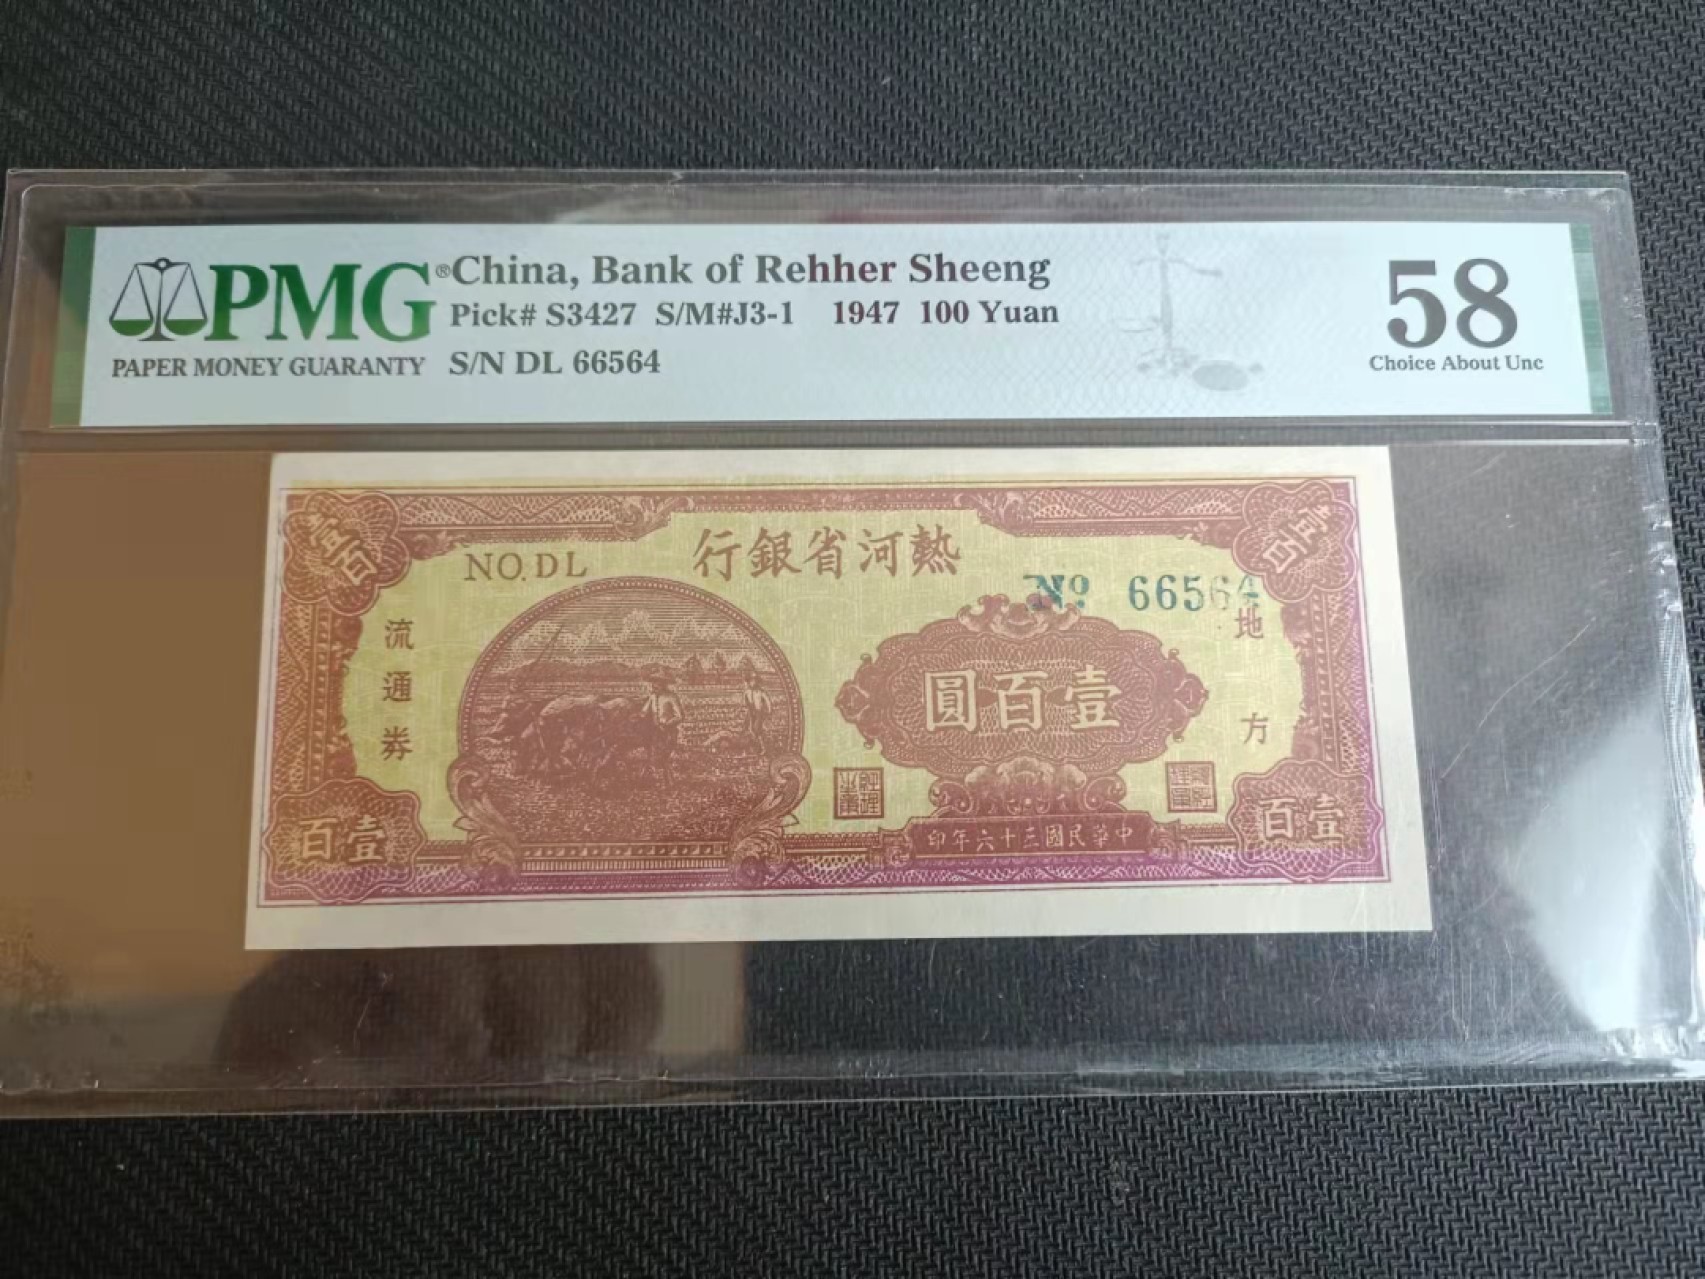 PMG®
PAPER MONEY GUARANTY
China, Bank of Rehher Sheeng
Pick# S3427 S/M#J3-1 1947 100 Yuan
S/N DL 66564
58
Choice About Unc
壹百
壹百
行銀省河熱
NO.DL
No 66564
流通券
地方
圓百壹
印年六十三國民華中
百壹
百壹